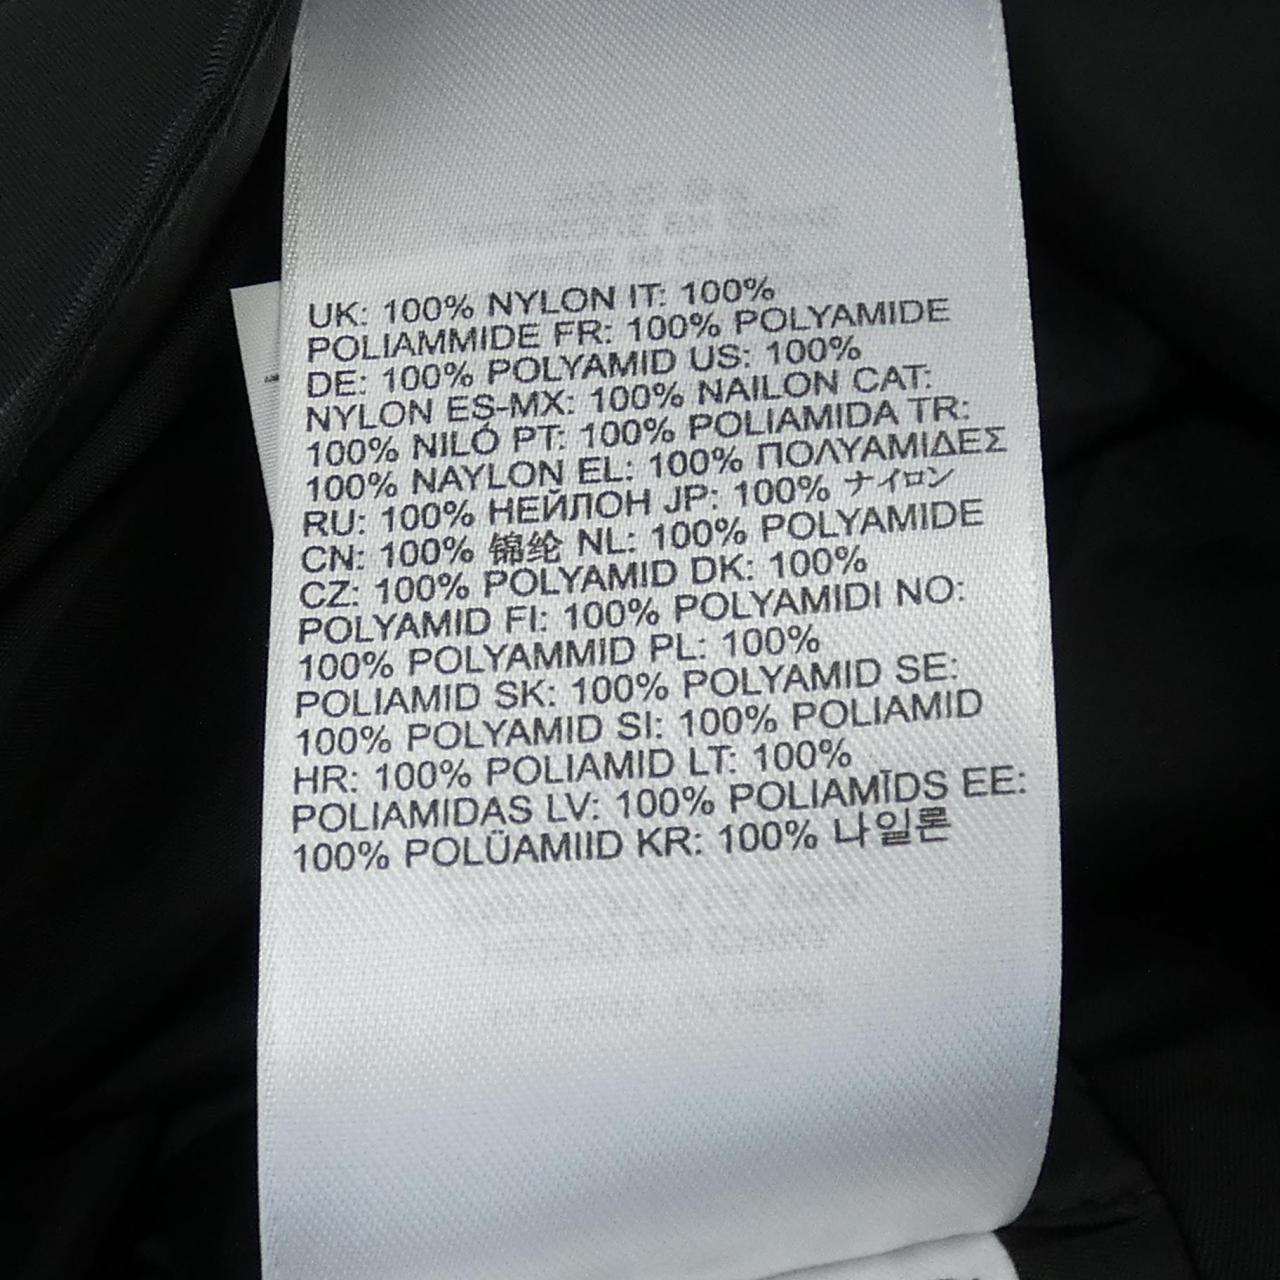 UK: 100% NYLON IT: 100%
POLIAMMIDE FR: 100% POLYAMIDE
DE: 100% POLYAMID US: 100%
NYLON ES-MX: 100% NAILON CAT:
100% NILÓ PT: 100% POLIAMIDA TR:
100% NAYLON EL: 100% ΠΟΛΥΑΜΙΔΕΣ
RU: 100% НЕЙЛОН JP: 100% ナイロン
CN: 100% 锦纶 NL: 100% POLYAMIDE
CZ: 100% POLYAMID DK: 100%
POLYAMID FI: 100% POLYAMIDI NO:
100% POLYAMMID PL: 100%
POLIAMID SK: 100% POLYAMID SE:
100% POLYAMID SI: 100% POLIAMID
HR: 100% POLIAMID LT: 100%
POLIAMIDAS LV: 100% POLIAMĪDS EE:
100% POLÜAMIID KR: 100% 나일론